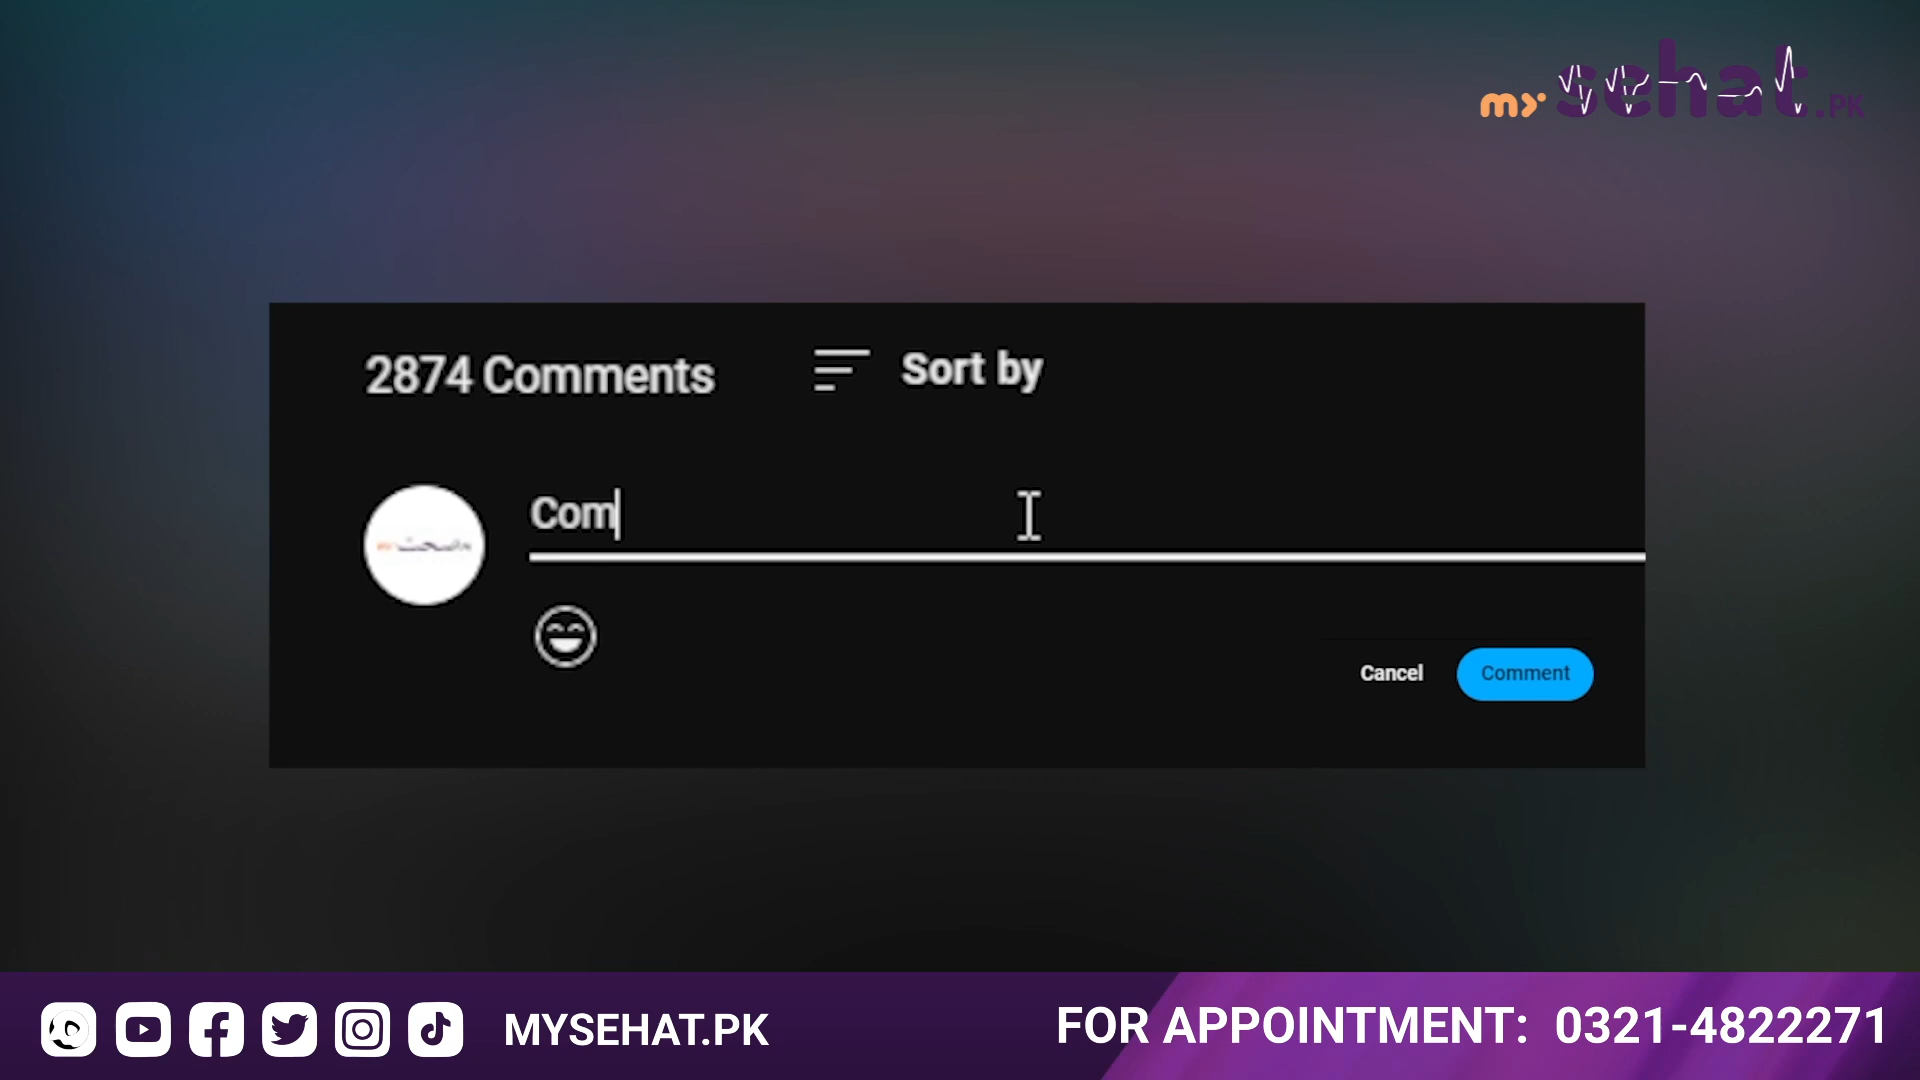 my sehat.PK
2874 Comments
Sort by
Com
Cancel
Comment
MYSEHAT.PK
FOR APPOINTMENT: 0321-4822271